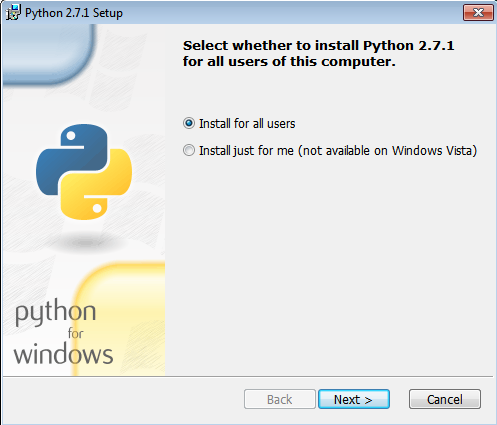 Python 2.7.1 Setup
Select whether to install Python 2.7.1
for all users of this computer.
Install for all users
Install just for me (not available on Windows Vista)
python
for
windows
Back
Next >
Cancel